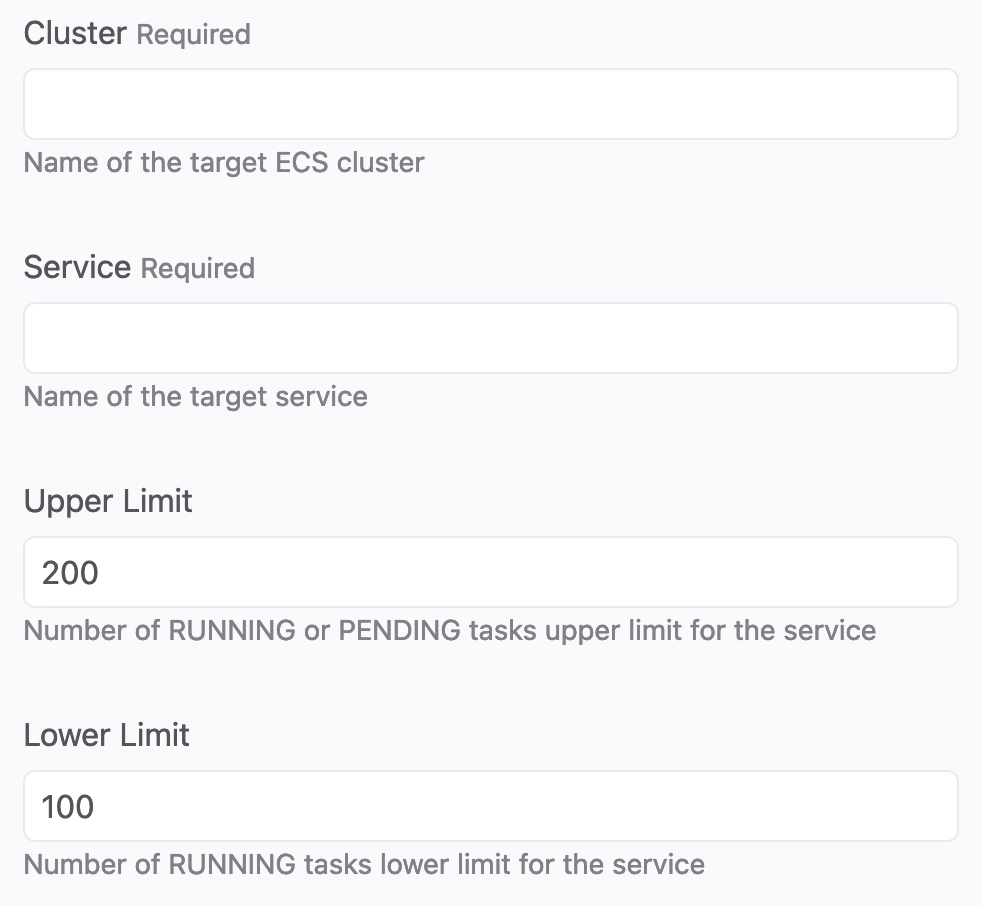 Cluster Required
Name of the target ECS cluster
Service Required
Name of the target service
Upper Limit
200
Number of RUNNING or PENDING tasks upper limit for the service
Lower Limit
100
Number of RUNNING tasks lower limit for the service